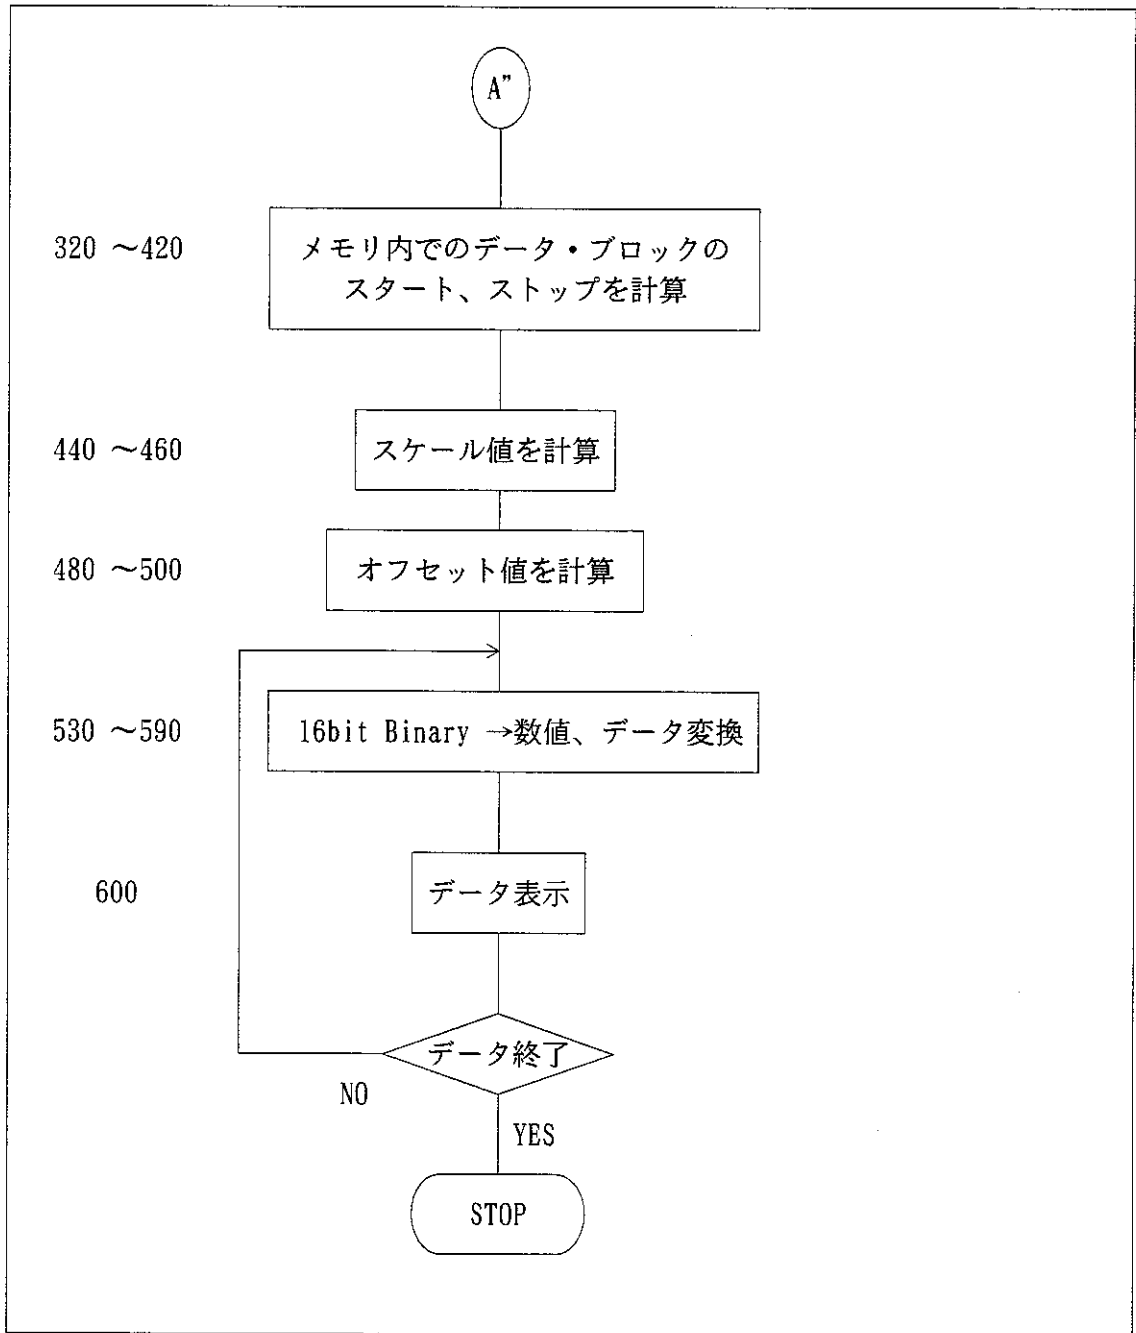 A”
320 ～420
メモリ内でのデータ・ブロックの
スタート、ストップを計算
440 ～460
スケール値を計算
480 ～500
オフセット値を計算
530 ～590
16bit Binary →数値、データ変換
600
データ表示
データ終了
NO
YES
STOP